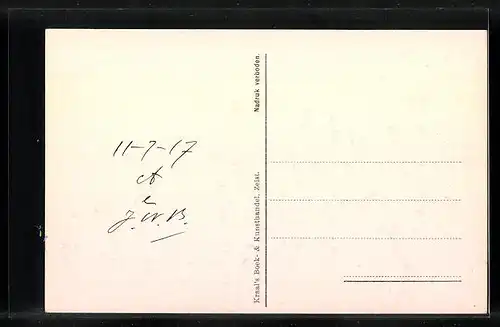 11-7-17
A
e
J.W.B.
Kraal's Boek- & Kunsthandel, Zeist. Nadruk verboden.